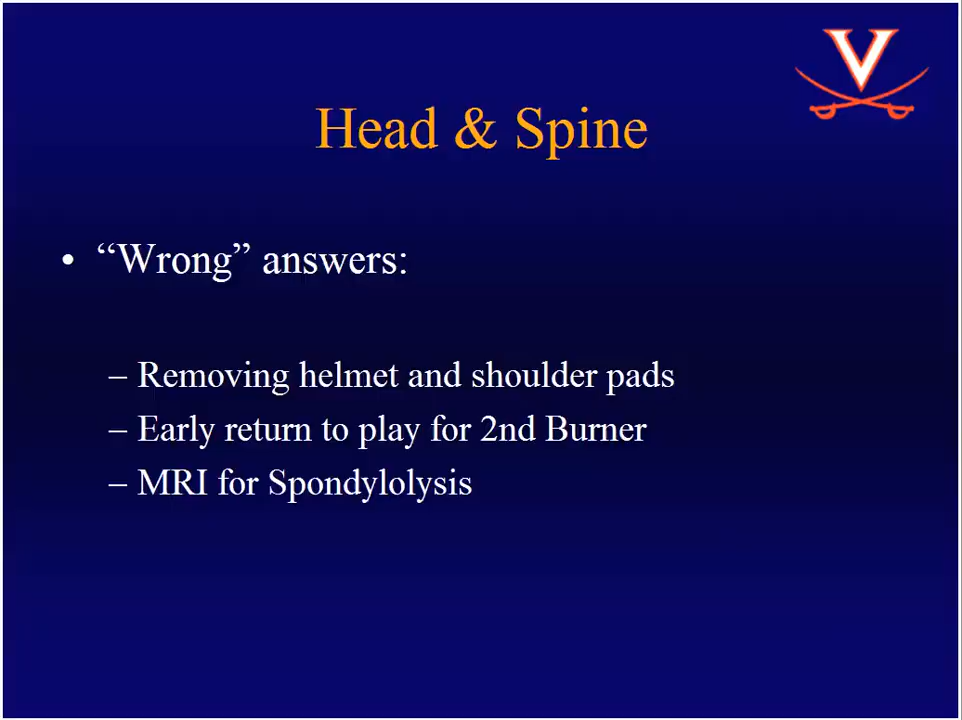 V
Head & Spine
• “Wrong” answers:
– Removing helmet and shoulder pads
– Early return to play for 2nd Burner
– MRI for Spondylolysis